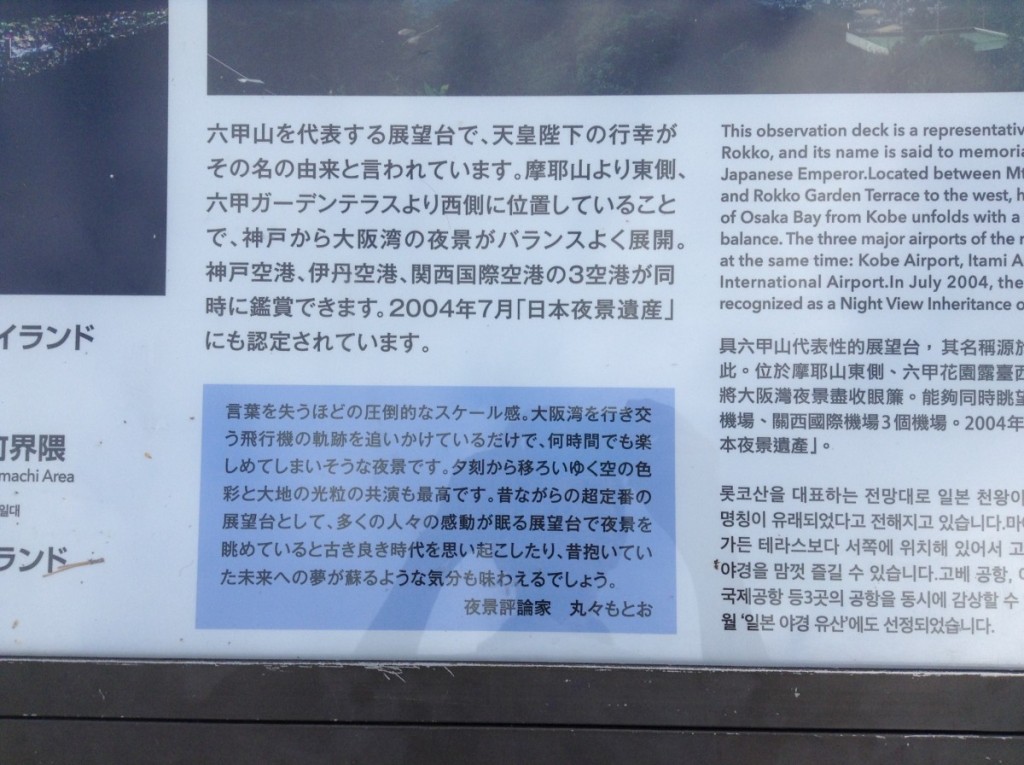 イランド
町界隈
machi Area
일대
ランド
六甲山を代表する展望台で、天皇陛下の行幸が
その名の由来と言われています。摩耶山より東側、
六甲ガーデンテラスより西側に位置していること
で、神戸から大阪湾の夜景がバランスよく展開。
神戸空港、伊丹空港、関西国際空港の3空港が同
時に鑑賞できます。2004年7月「日本夜景遺産」
にも認定されています。
言葉を失うほどの圧倒的なスケール感。大阪湾を行き交
う飛行機の軌跡を追いかけているだけで、何時間でも楽
しめてしまいそうな夜景です。夕刻から移ろいゆく空の色
彩と大地の光粒の共演も最高です。昔ながらの超定番の
展望台として、多くの人々の感動が眠る展望台で夜景を
眺めていると古き良き時代を思い起こしたり、昔抱いてい
た未来への夢が蘇るような気分も味わえるでしょう。
夜景評論家 丸々もとお
This observation deck is a representativ
Rokko, and its name is said to memoria
Japanese Emperor.Located between Mt
and Rokko Garden Terrace to the west, h
of Osaka Bay from Kobe unfolds with a
balance. The three major airports of the r
at the same time: Kobe Airport, Itami A
International Airport.In July 2004, the
recognized as a Night View Inheritance o
具六甲山代表性的展望台，其名稱源於
此。位於摩耶山東側、六甲花園露臺西
將大阪灣夜景盡收眼簾。能夠同時眺望
機場、關西國際機場3個機場。2004年
本夜景遺產」。
롯코산을 대표하는 전망대로 일본 천왕이
명칭이 유래되었다고 전해지고 있습니다.마
가든 테라스보다 서쪽에 위치해 있어서 고
야경을 맘껏 즐길 수 있습니다.고베 공항, 이
국제공항 등3곳의 공항을 동시에 감상할 수
월 ‘일본 야경 유산’에도 선정되었습니다.